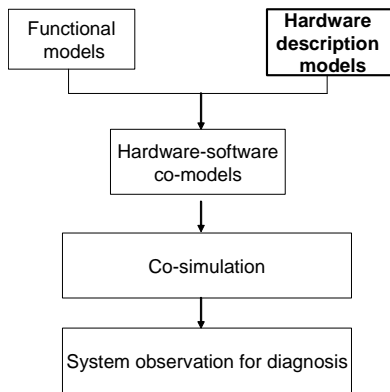 Functional
models
Hardware
description
models
Hardware-software
co-models
Co-simulation
System observation for diagnosis